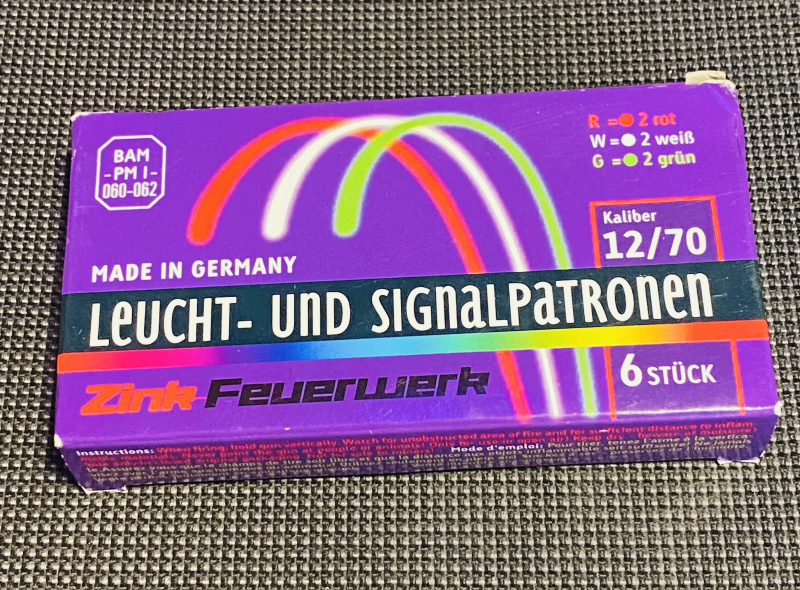 BAM
-PM I-
060-062
R = 2 rot
W = 2 weiß
G = 2 grün
Kaliber
12/70
MADE IN GERMANY
LEUCHT- UND SIGNALPATRONEN
6 STÜCK
Zink Feuerwerk
Instructions: When firing, hold gun vertically. Watch for unobstructed area of fire and for sufficient distance to inflam-
Mode d'emploi: